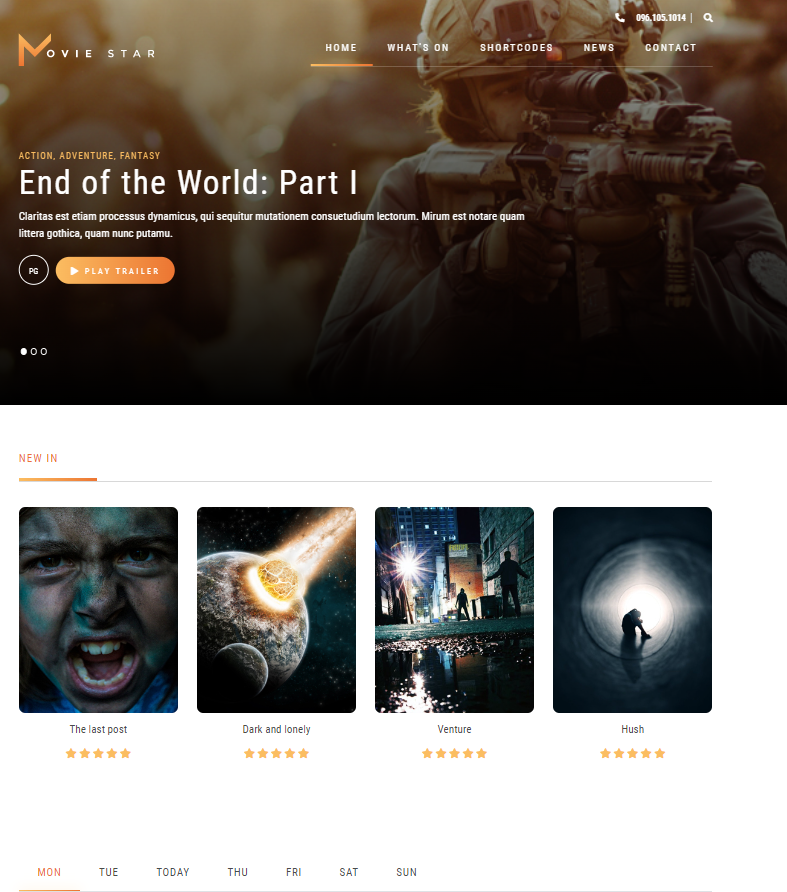 096.105.1014 |
MOVIE STAR
HOME WHAT'S ON SHORTCODES NEWS CONTACT
ACTION, ADVENTURE, FANTASY
End of the World: Part I
Claritas est etiam processus dynamicus, qui sequitur mutationem consuetudium lectorum. Mirum est notare quam
littera gothica, quam nunc putamu.
PG PLAY TRAILER
NEW IN
The last post
Dark and lonely
Venture
Hush
MON TUE TODAY THU FRI SAT SUN